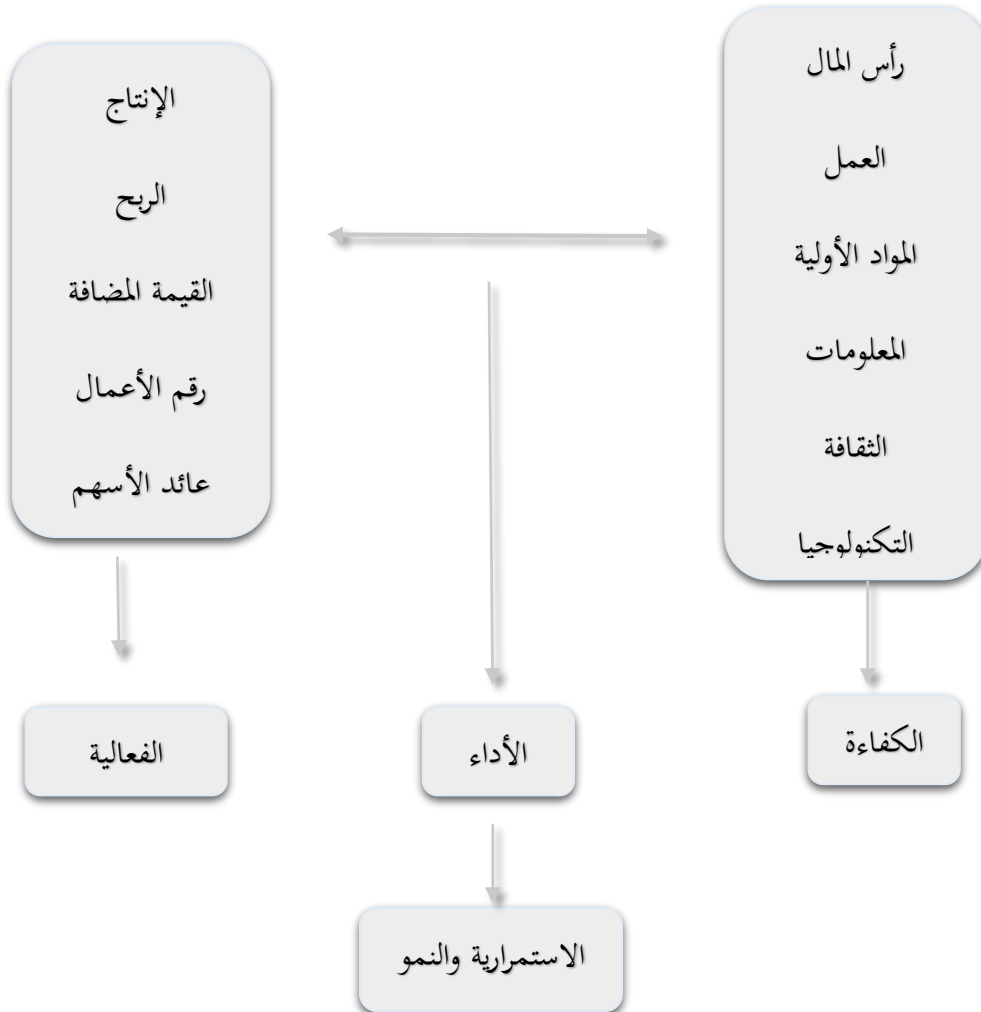 رأس المال
العمل
المواد الأولية
المعلومات
الثقافة
التكنولوجيا
الإنتاج
الربح
القيمة المضافة
رقم الأعمال
عائد الأسهم
الكفاءة
الأداء
الفعالية
الاستمرارية والنمو